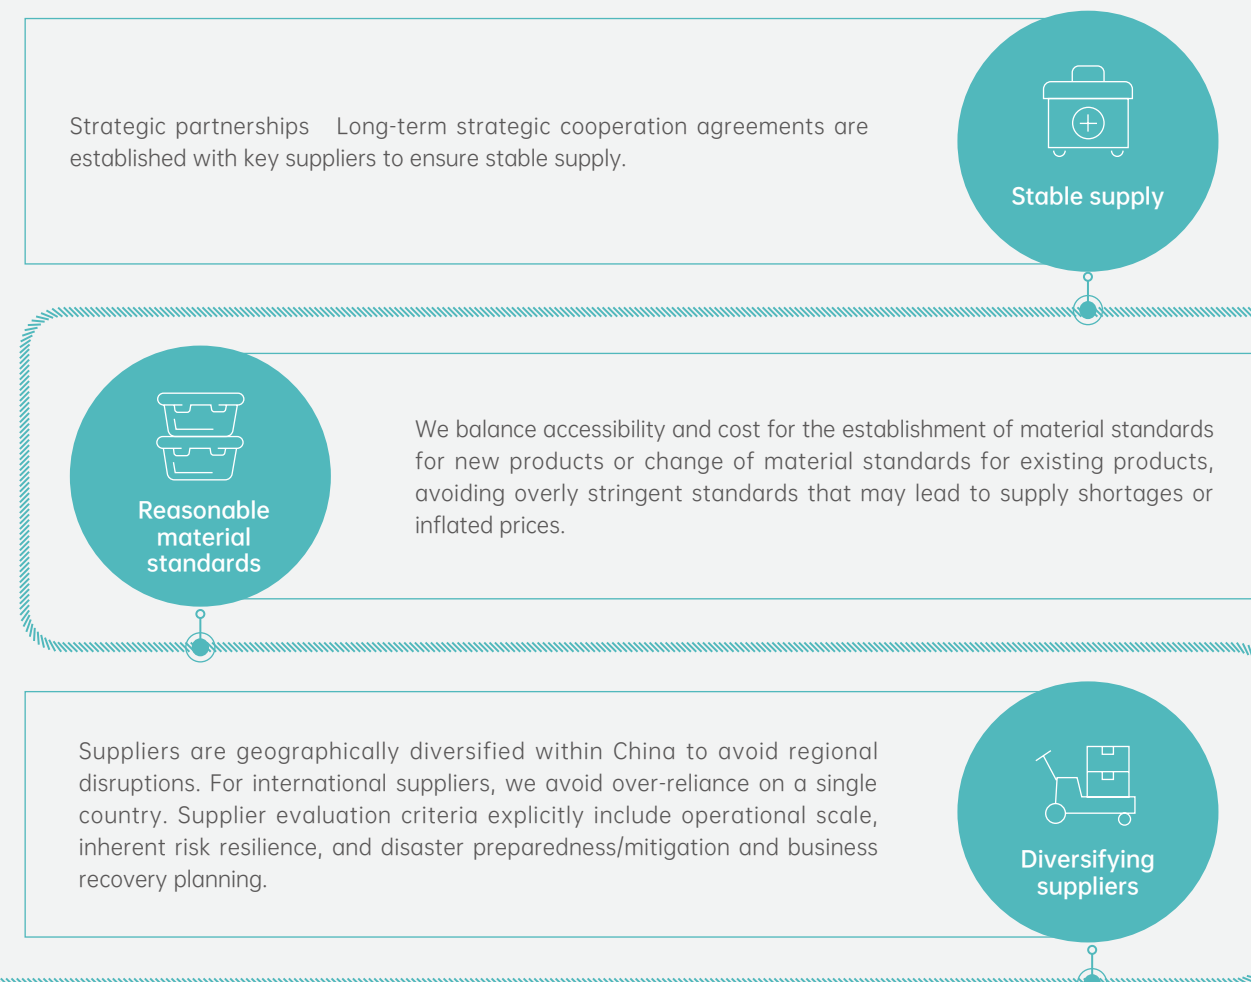 Strategic partnerships Long-term strategic cooperation agreements are
established with key suppliers to ensure stable supply.
Stable supply
Reasonable
material
standards
We balance accessibility and cost for the establishment of material standards
for new products or change of material standards for existing products,
avoiding overly stringent standards that may lead to supply shortages or
inflated prices.
Suppliers are geographically diversified within China to avoid regional
disruptions. For international suppliers, we avoid over-reliance on a single
country. Supplier evaluation criteria explicitly include operational scale,
inherent risk resilience, and disaster preparedness/mitigation and business
recovery planning.
Diversifying
suppliers